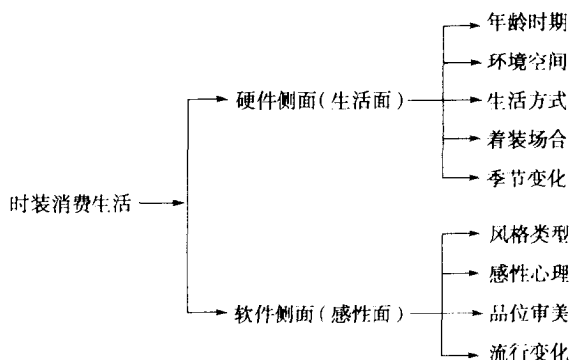 年龄时期
环境空间
硬件侧面(生活面)
生活方式
着装场合
季节变化
时装消费生活
风格类型
感性心理
软件侧面(感性面)
品位审美
流行变化